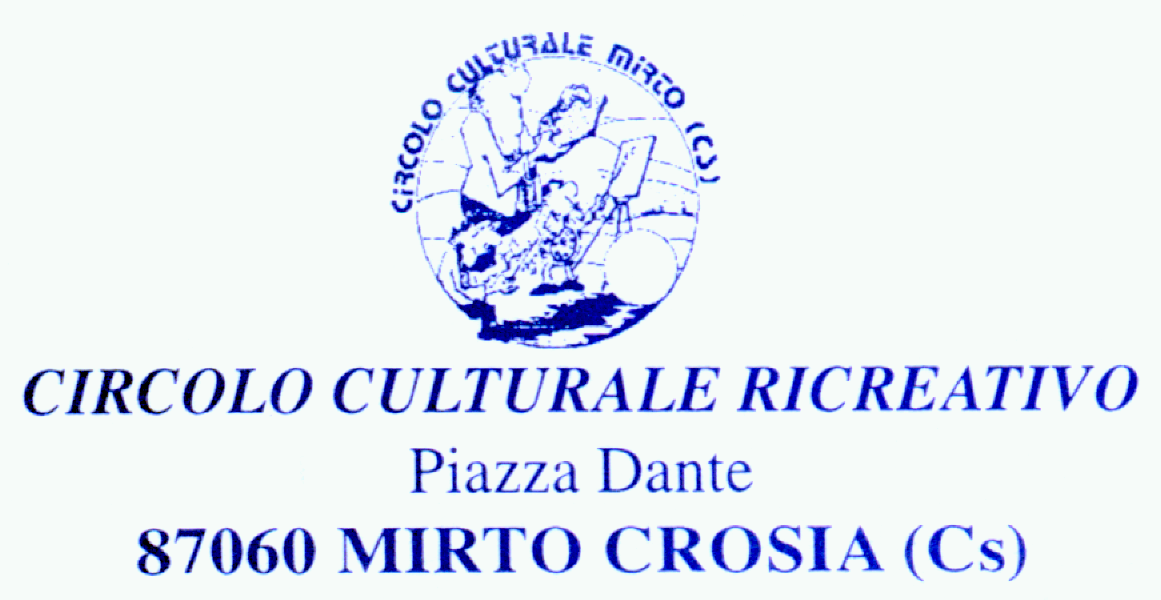 CIRCOLO CULTURALE MIRTO (CS)
CIRCOLO CULTURALE RICREATIVO
Piazza Dante
87060 MIRTO CROSIA (Cs)